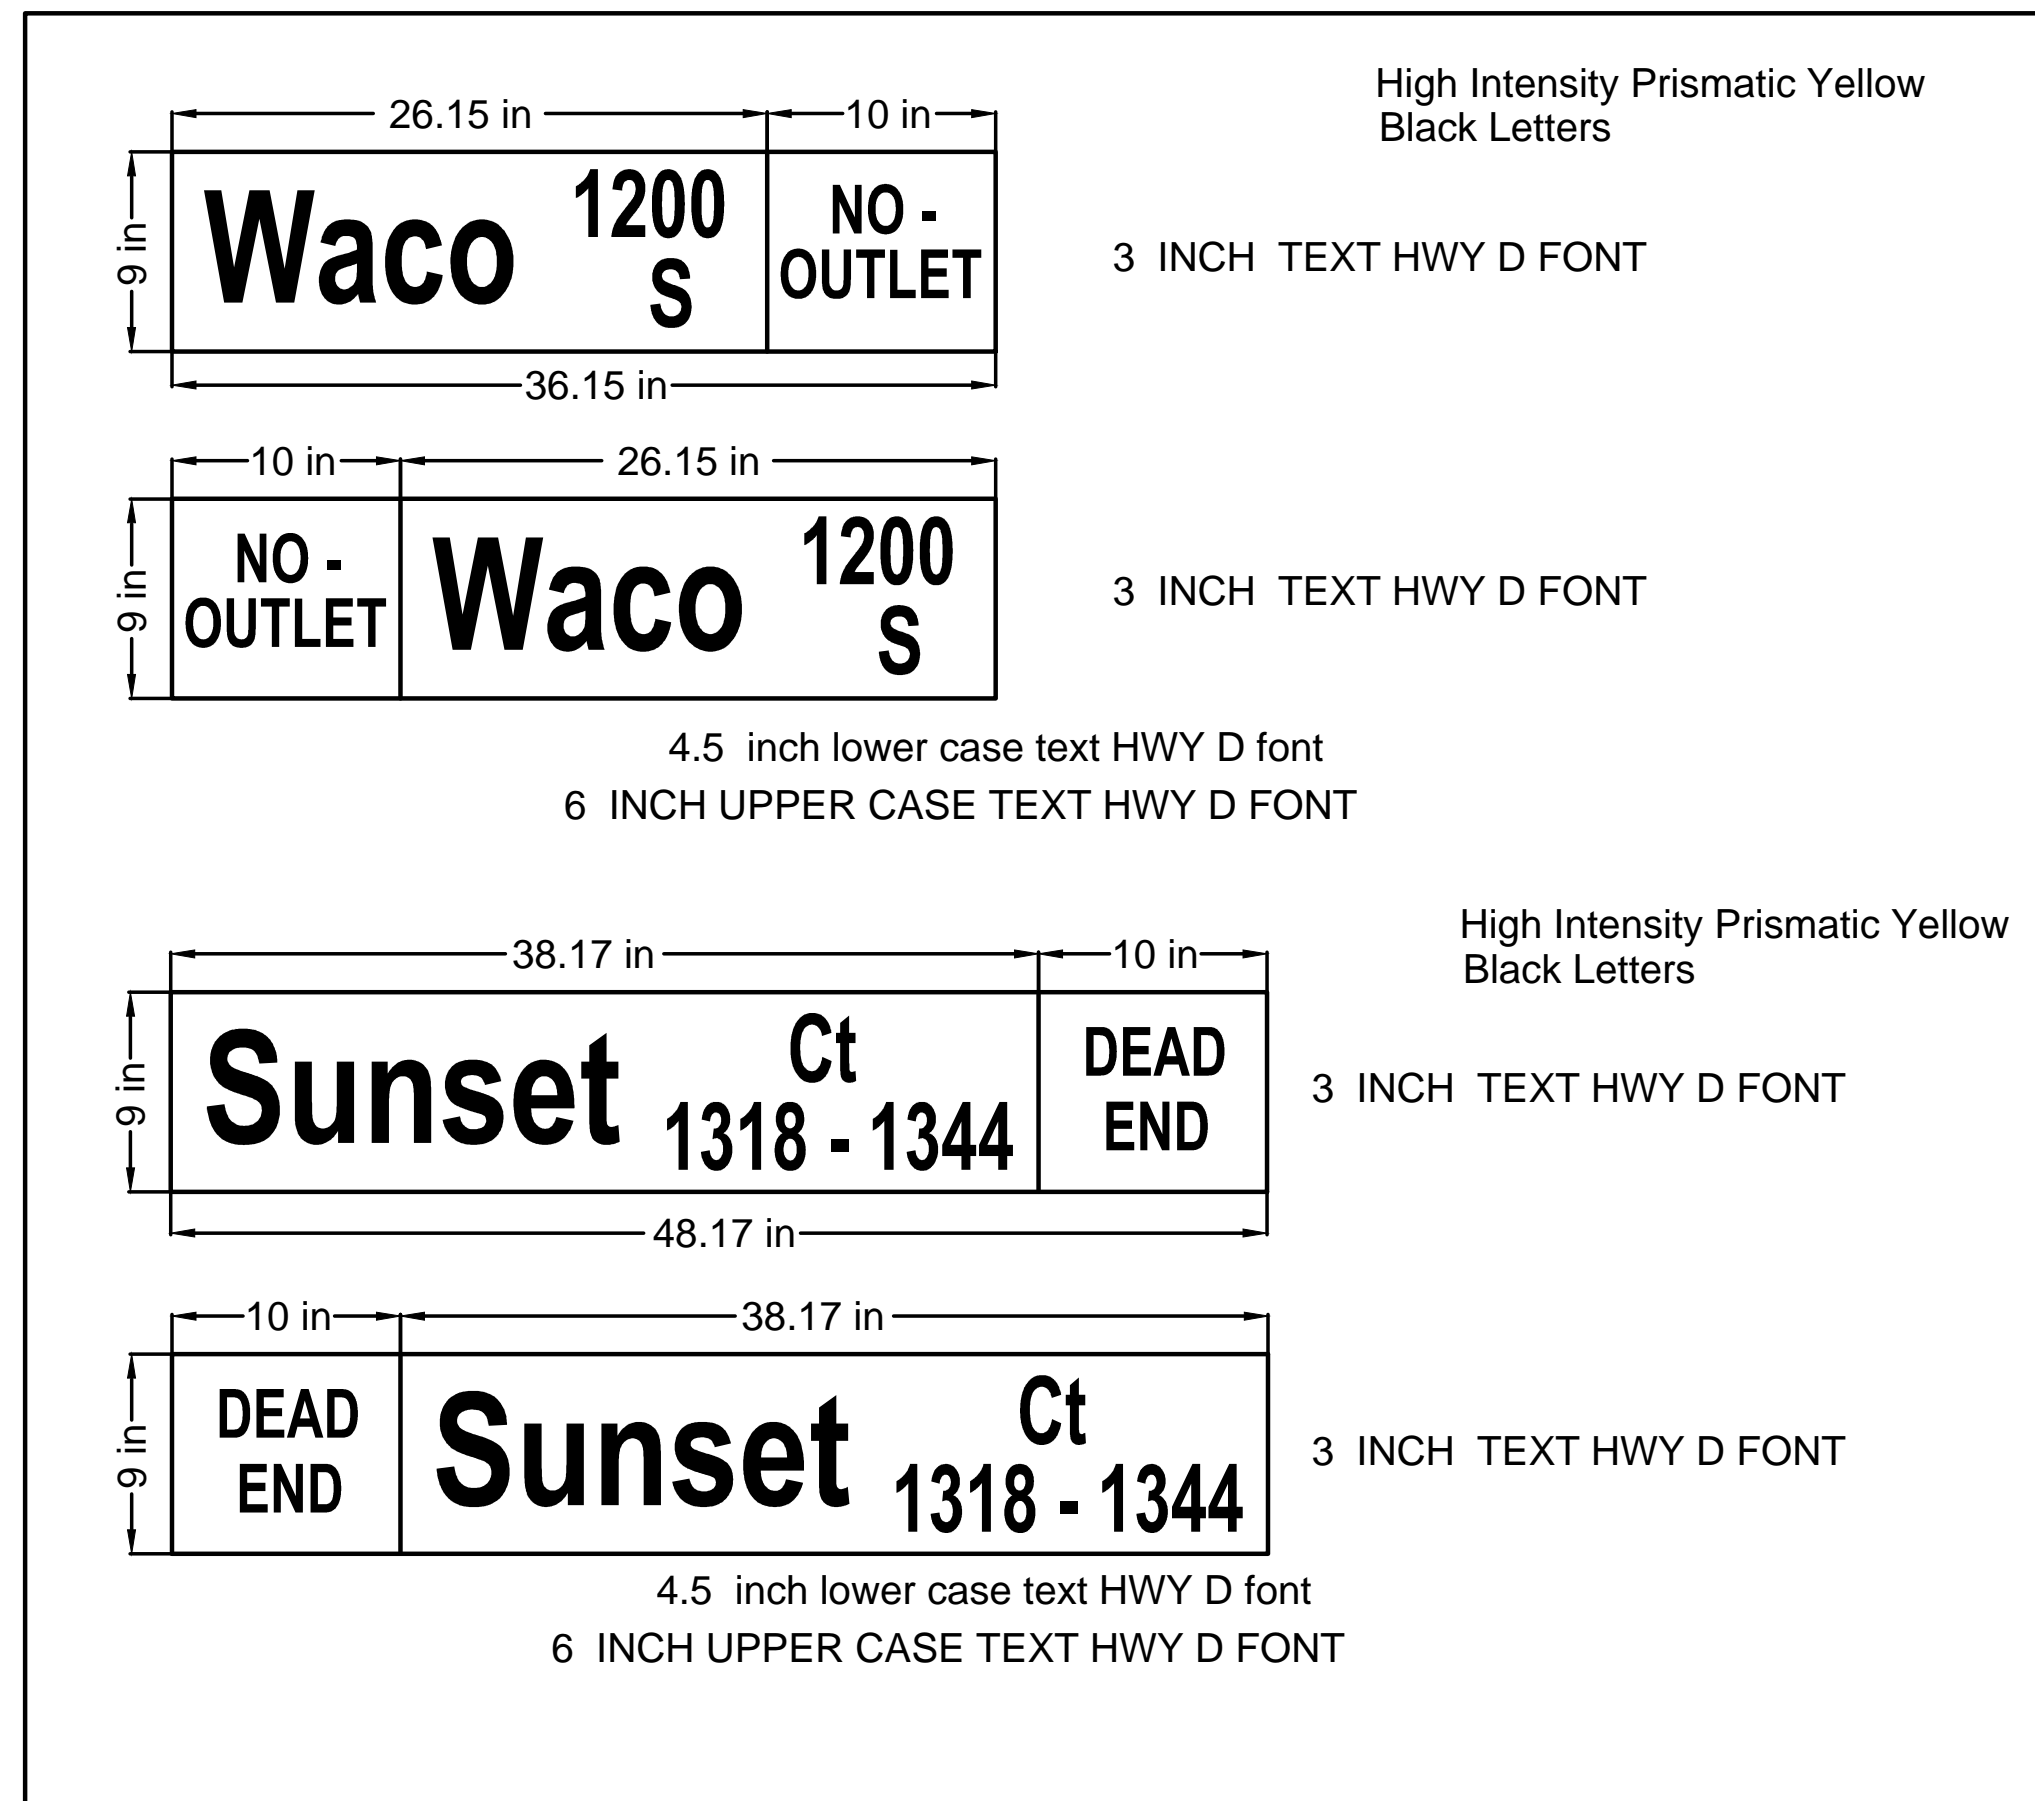 High Intensity Prismatic Yellow
Black Letters
26.15 in 10 in
9 in
Waco 1200 S
NO -
OUTLET
3 INCH TEXT HWY D FONT
36.15 in
10 in 26.15 in
9 in
NO -
OUTLET
Waco 1200 S
3 INCH TEXT HWY D FONT
4.5 inch lower case text HWY D font
6 INCH UPPER CASE TEXT HWY D FONT
High Intensity Prismatic Yellow
Black Letters
38.17 in 10 in
9 in
Sunset Ct
1318 - 1344
DEAD
END
3 INCH TEXT HWY D FONT
48.17 in
10 in 38.17 in
9 in
DEAD
END
Sunset Ct
1318 - 1344
3 INCH TEXT HWY D FONT
4.5 inch lower case text HWY D font
6 INCH UPPER CASE TEXT HWY D FONT